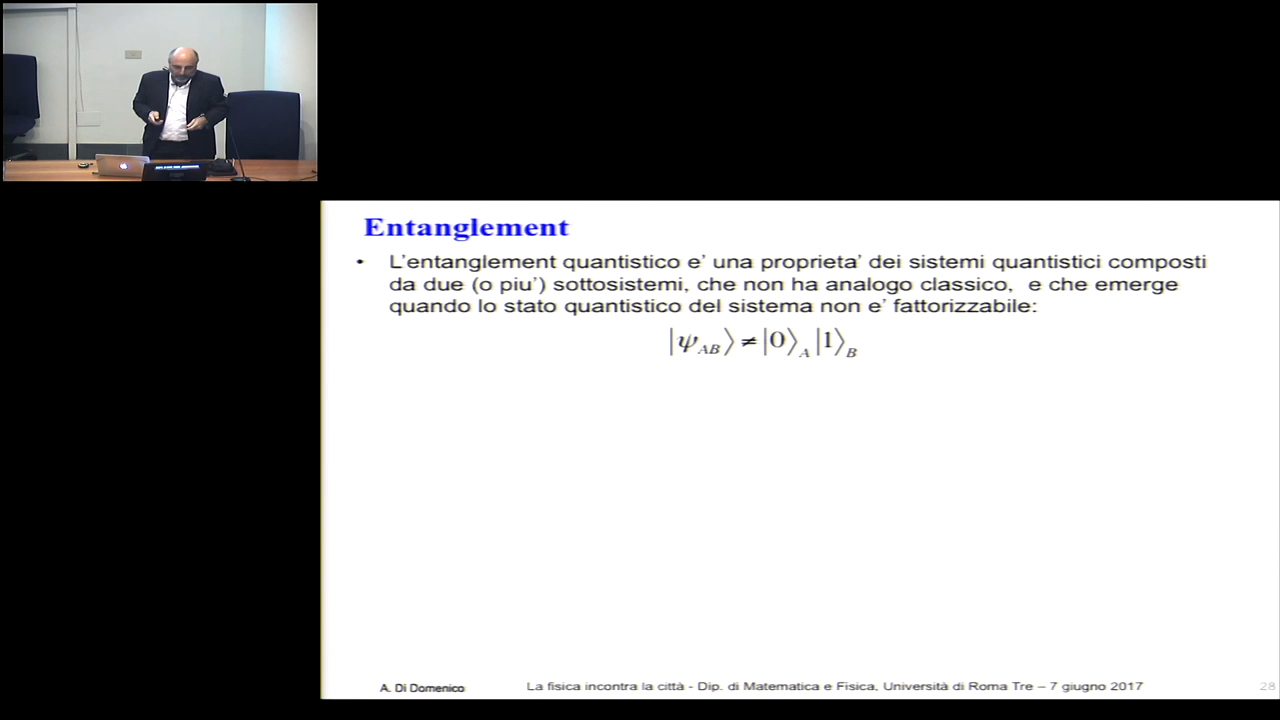 Entanglement
• L'entanglement quantistico e' una proprieta' dei sistemi quantistici composti
da due (o piu') sottosistemi, che non ha analogo classico, e che emerge
quando lo stato quantistico del sistema non e' fattorizzabile:
|ψ_AB⟩ ≠ |0⟩_A |1⟩_B
A. Di Domenico
La fisica incontra la città - Dip. di Matematica e Fisica, Università di Roma Tre – 7 giugno 2017
28